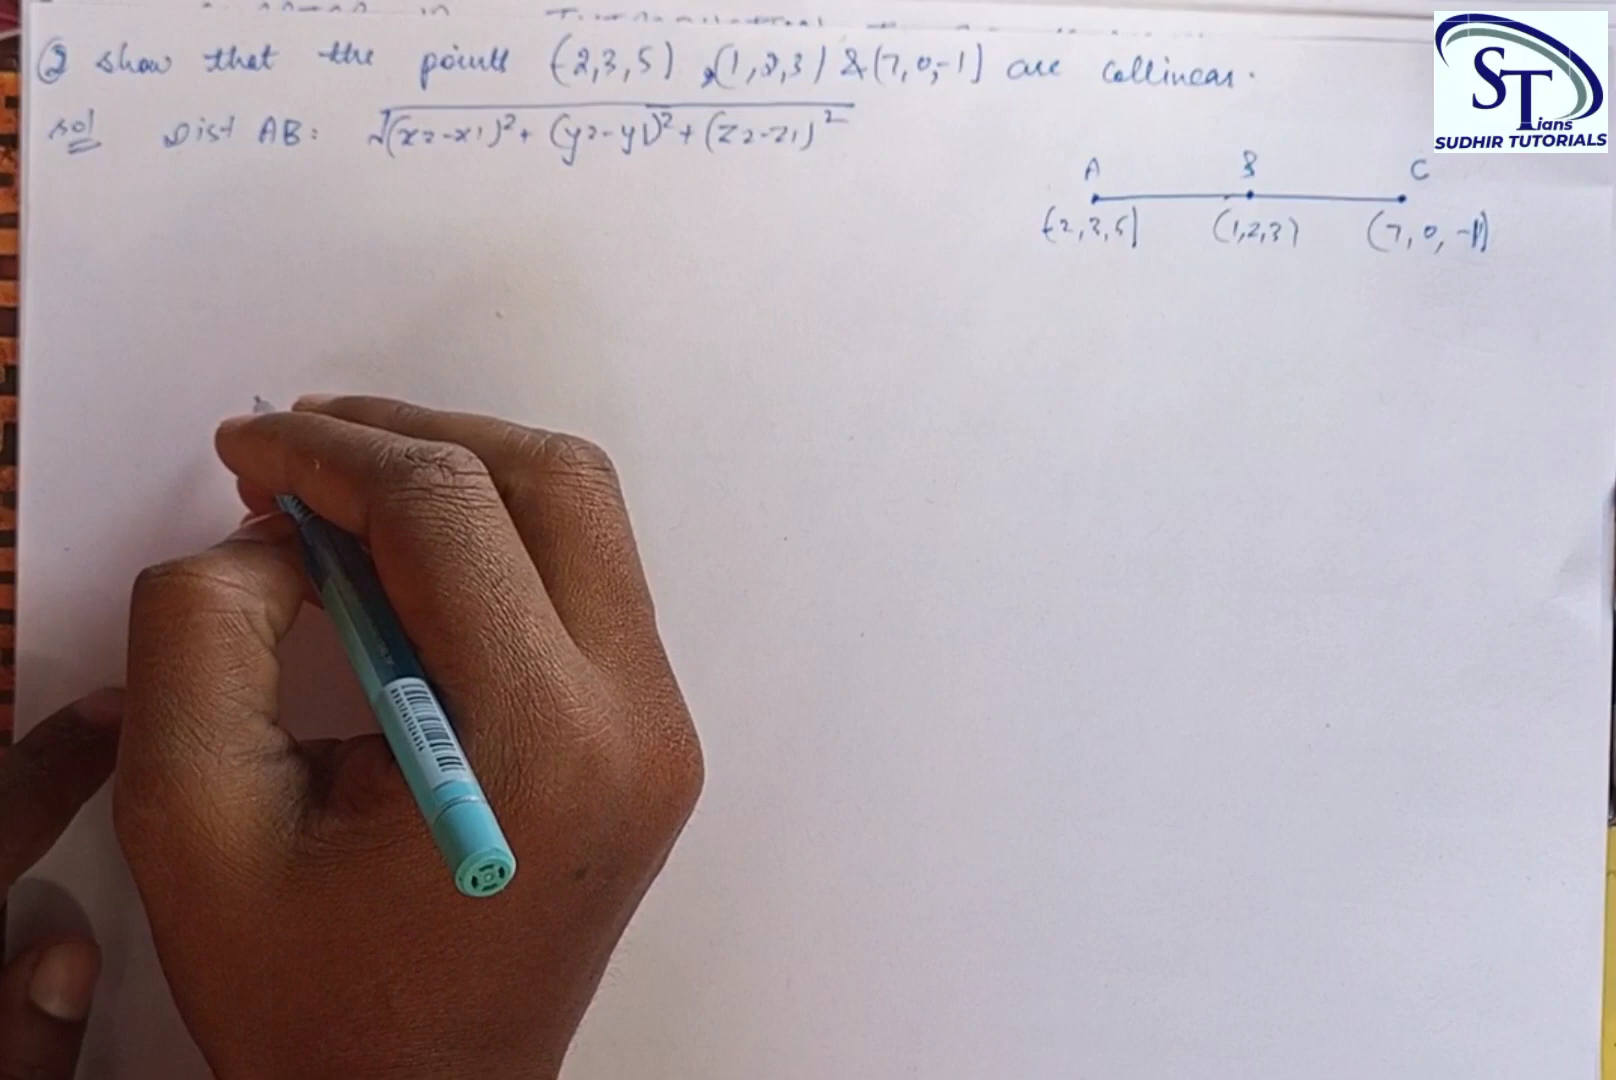 ② show that the points (-2,3,5), (1,2,3) & (7,0,-1) are collinear.
sol Dist AB: √(x2-x1)²+(y2-y1)²+(z2-z1)²
A B C
(-2,3,5) (1,2,3) (7,0,-1)
ST
ians
SUDHIR TUTORIALS